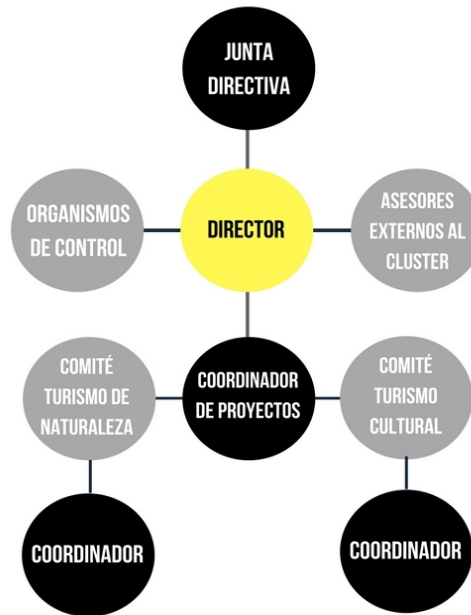 JUNTA
DIRECTIVA
ORGANISMOS
DE CONTROL
DIRECTOR
ASESORES
EXTERNOS AL
CLUSTER
COMITÉ
TURISMO DE
NATURALEZA
COORDINADOR
DE PROYECTOS
COMITÉ
TURISMO
CULTURAL
COORDINADOR
COORDINADOR